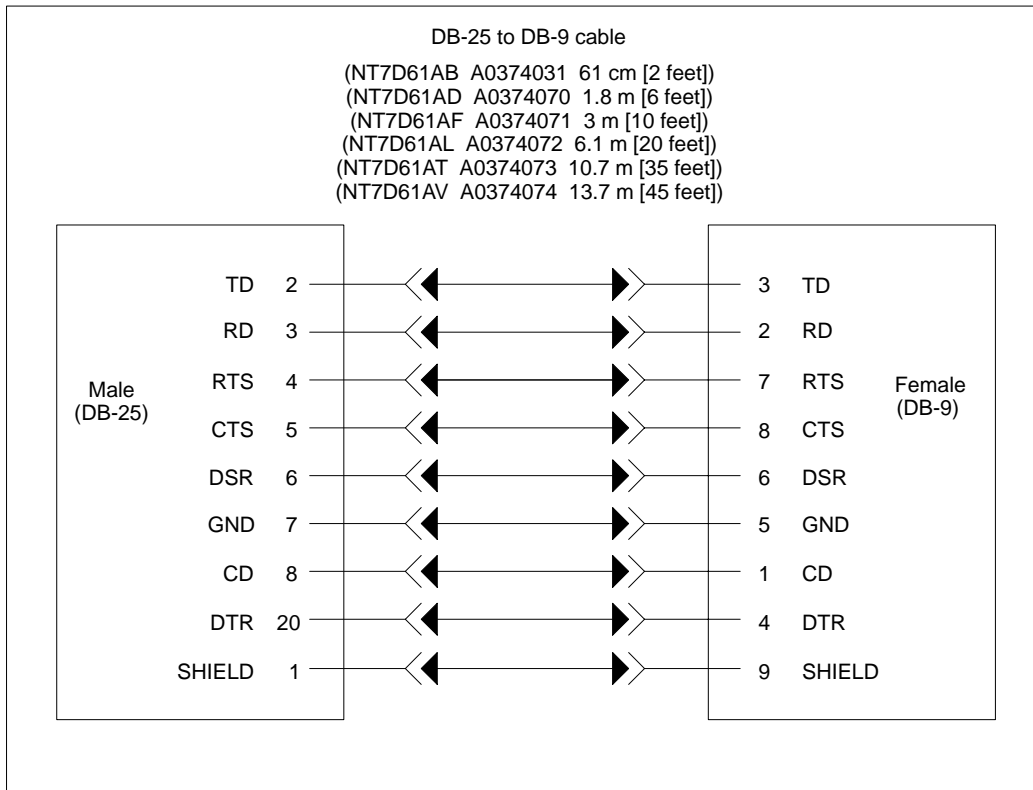 DB-25 to DB-9 cable
(NT7D61AB A0374031 61 cm [2 feet])
(NT7D61AD A0374070 1.8 m [6 feet])
(NT7D61AF A0374071 3 m [10 feet])
(NT7D61AL A0374072 6.1 m [20 feet])
(NT7D61AT A0374073 10.7 m [35 feet])
(NT7D61AV A0374074 13.7 m [45 feet])
TD 2 3 TD
RD 3 2 RD
RTS 4 7 RTS
Male
(DB-25)
Female
(DB-9)
CTS 5 8 CTS
DSR 6 6 DSR
GND 7 5 GND
CD 8 1 CD
DTR 20 4 DTR
SHIELD 1 9 SHIELD